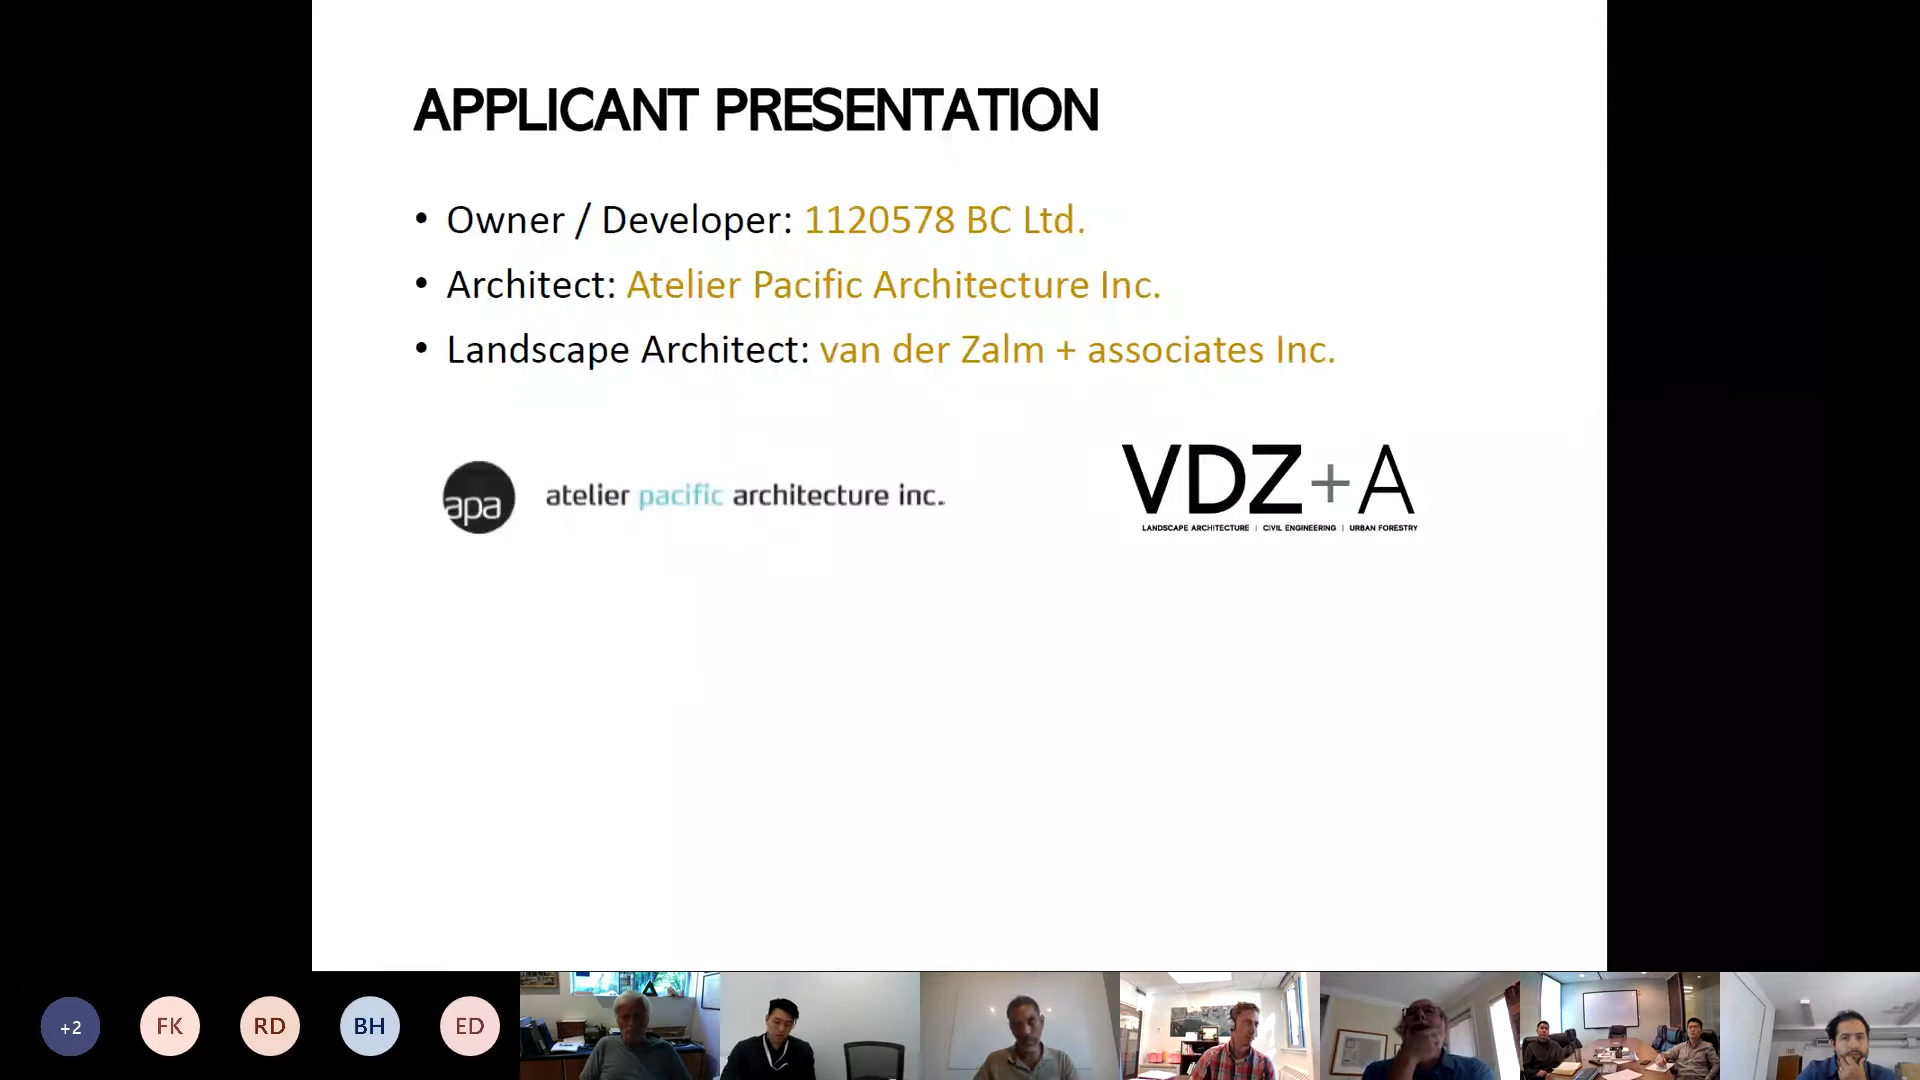 APPLICANT PRESENTATION
• Owner / Developer: 1120578 BC Ltd.
• Architect: Atelier Pacific Architecture Inc.
• Landscape Architect: van der Zalm + associates Inc.
apa atelier pacific architecture inc.
VDZ+A
LANDSCAPE ARCHITECTURE | CIVIL ENGINEERING | URBAN FORESTRY
+2 FK RD BH ED